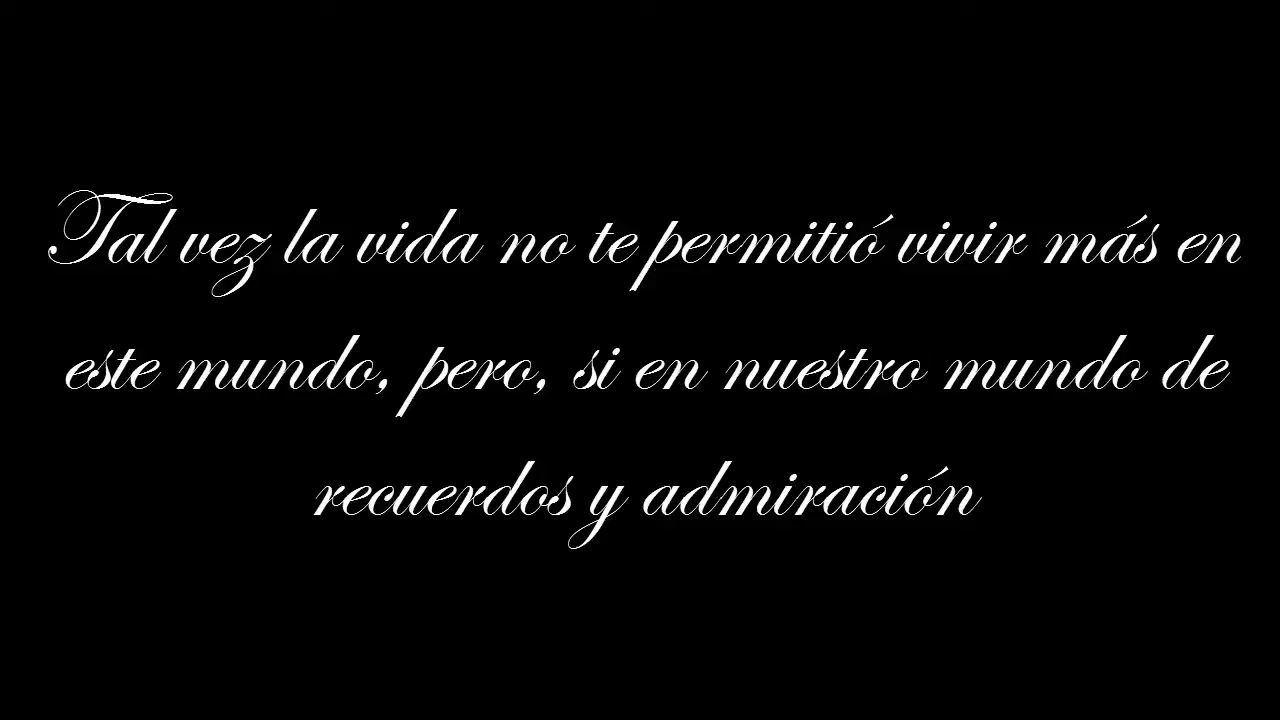 Tal vez la vida no te permitió vivir más en
este mundo, pero, si en nuestro mundo de
recuerdos y admiración